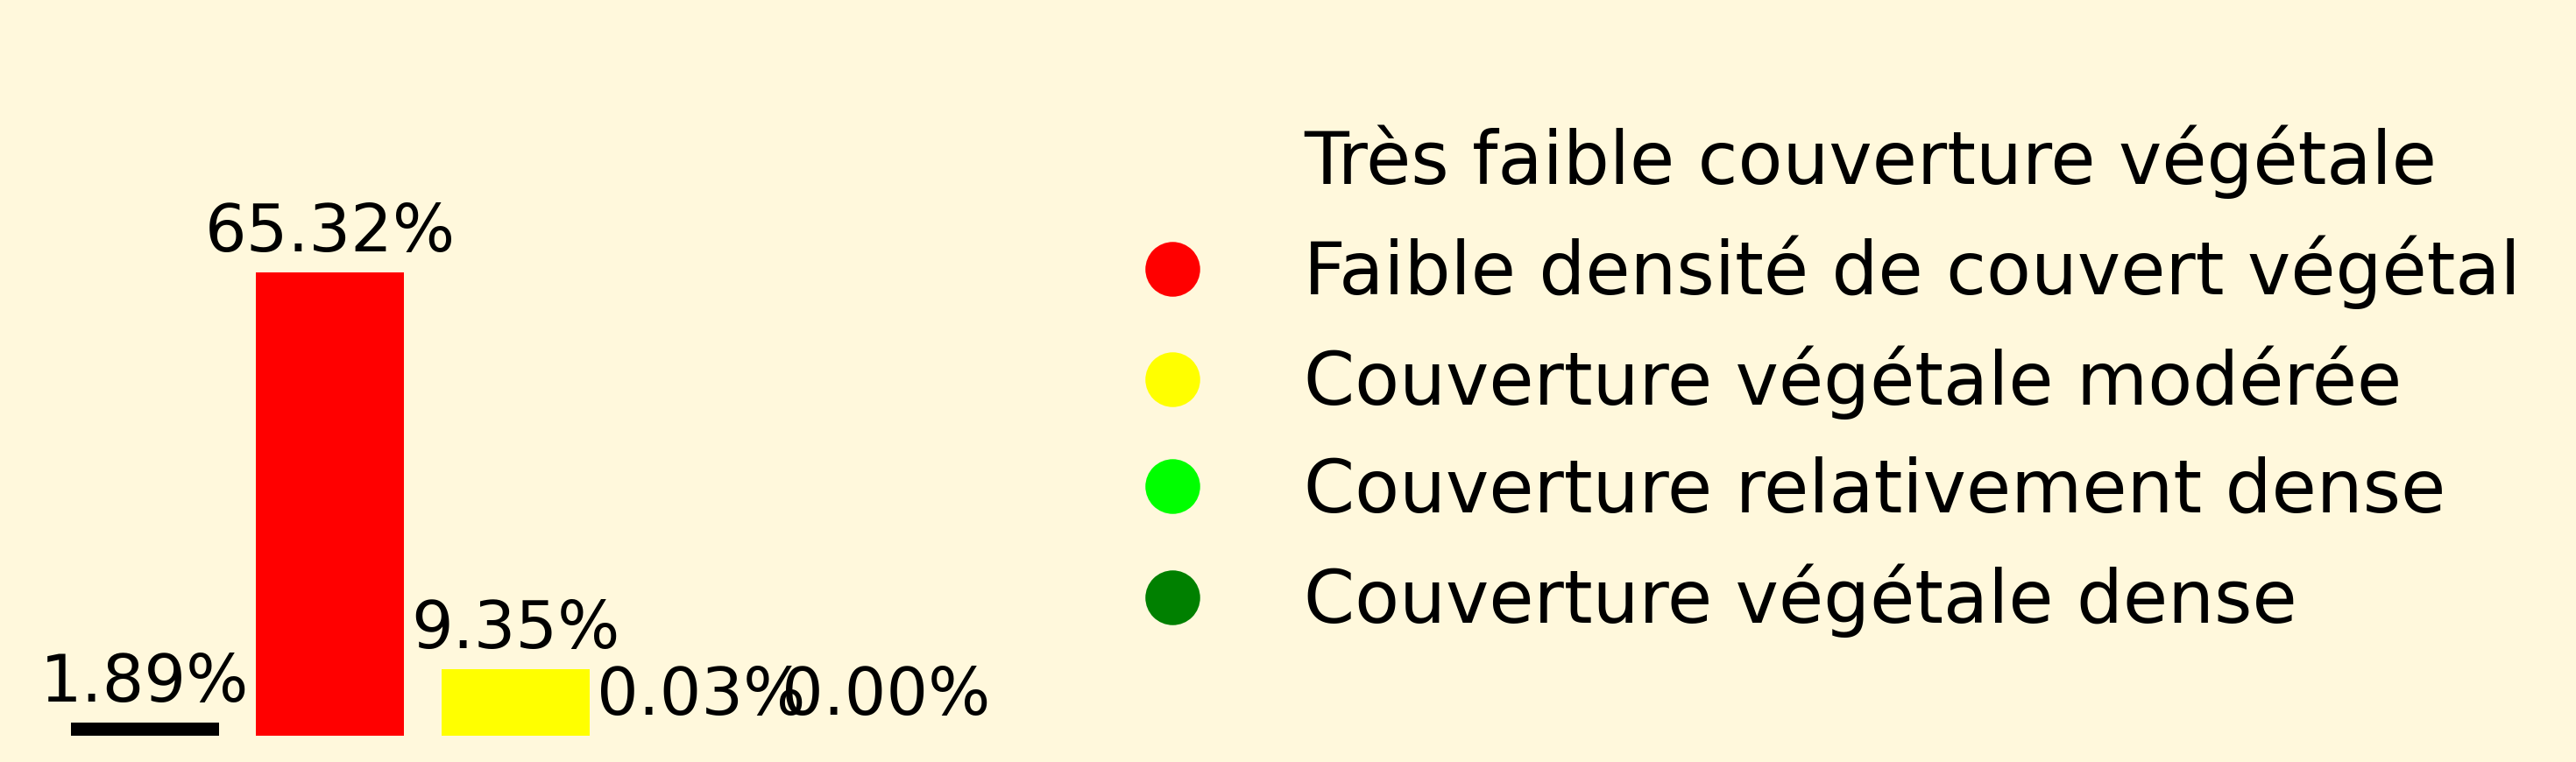 65.32%
9.35%
1.89%
0.03%
0.00%
Très faible couverture végétale
Faible densité de couvert végétal
Couverture végétale modérée
Couverture relativement dense
Couverture végétale dense